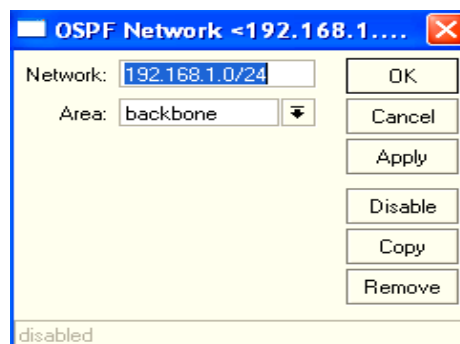 OSPF Network <192.168.1....
Network: 192.168.1.0/24 OK
Area: backbone Cancel
Apply
Disable
Copy
Remove
disabled